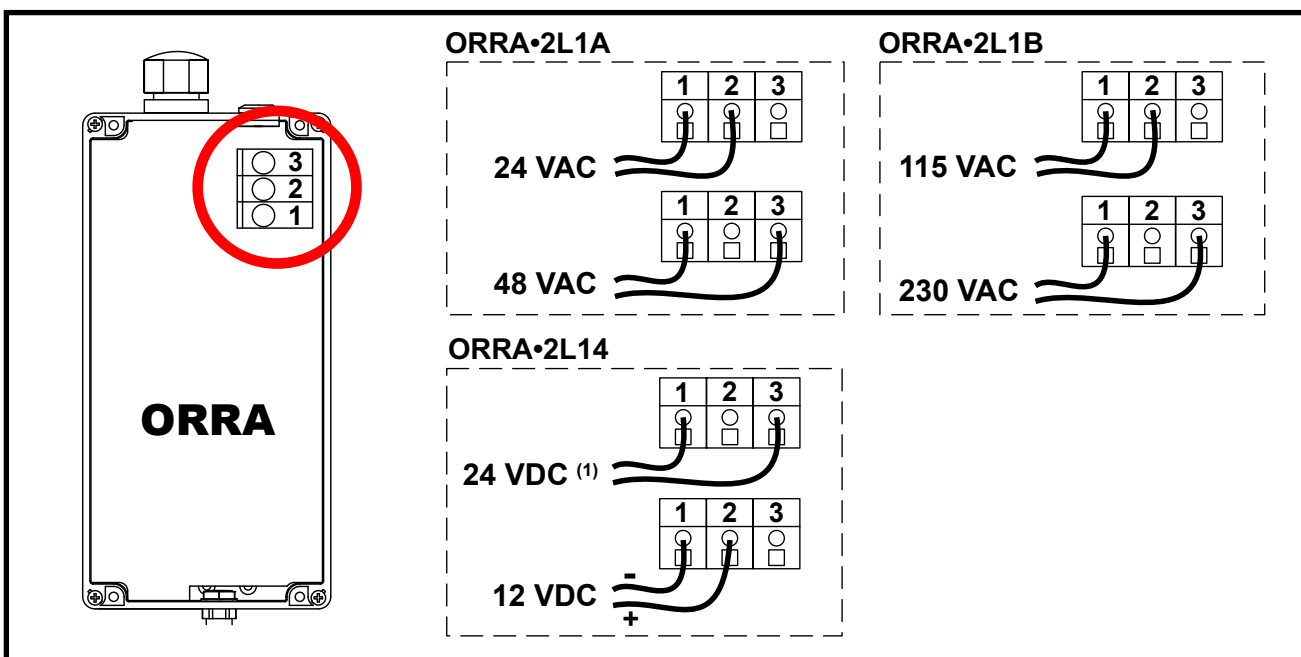 3
2
1
ORRA
ORRA•2L1A
1 2 3
24 VAC
1 2 3
48 VAC
ORRA•2L1B
1 2 3
115 VAC
1 2 3
230 VAC
ORRA•2L14
1 2 3
24 VDC (1)
1 2 3
-
12 VDC
+